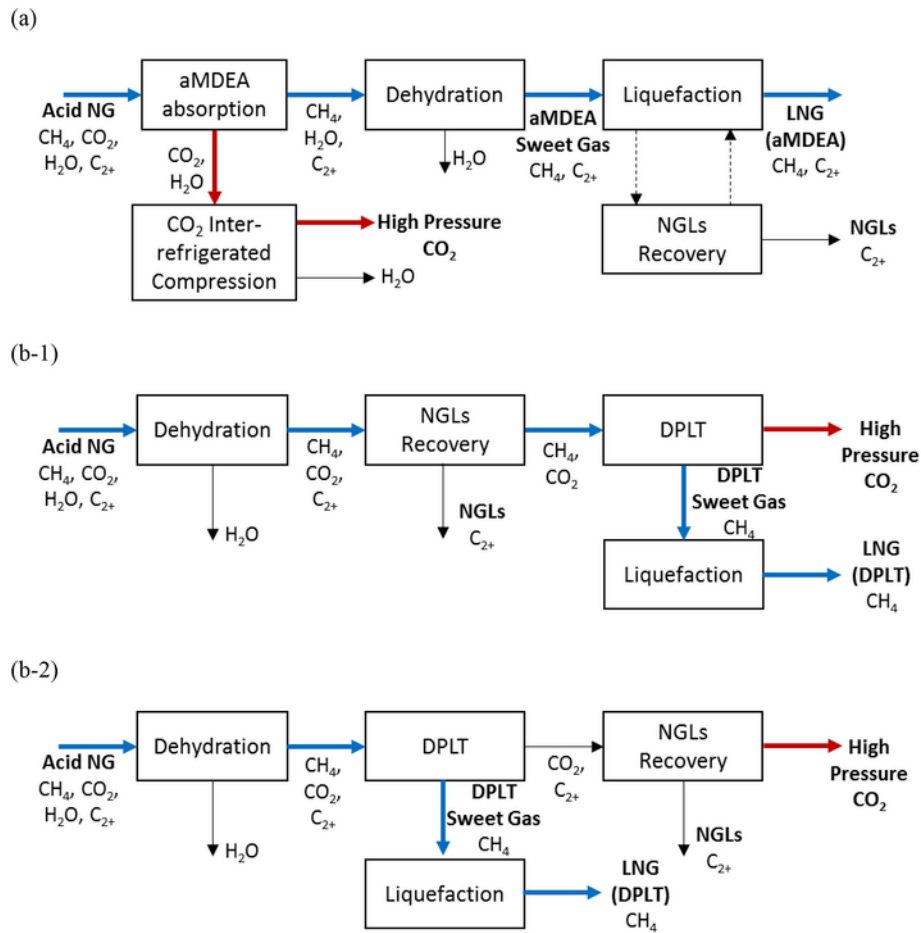 (a)
aMDEA
absorption
Dehydration
Liquefaction
Acid NG
CH₄, CO₂,
H₂O, C₂₊
CH₄,
H₂O,
C₂₊
aMDEA
Sweet Gas
CH₄, C₂₊
LNG
(aMDEA)
CH₄, C₂₊
CO₂,
H₂O
H₂O
CO₂ Inter-
refrigerated
Compression
High Pressure
CO₂
H₂O
NGLs
Recovery
NGLs
C₂₊
(b-1)
Dehydration
NGLs
Recovery
DPLT
Acid NG
CH₄, CO₂,
H₂O, C₂₊
CH₄,
CO₂,
C₂₊
CH₄,
CO₂
High
Pressure
CO₂
H₂O
NGLs
C₂₊
DPLT
Sweet Gas
CH₄
Liquefaction
LNG
(DPLT)
CH₄
(b-2)
Dehydration
DPLT
NGLs
Recovery
Acid NG
CH₄, CO₂,
H₂O, C₂₊
CH₄,
CO₂,
C₂₊
CO₂,
C₂₊
High
Pressure
CO₂
H₂O
DPLT
Sweet Gas
CH₄
NGLs
C₂₊
Liquefaction
LNG
(DPLT)
CH₄